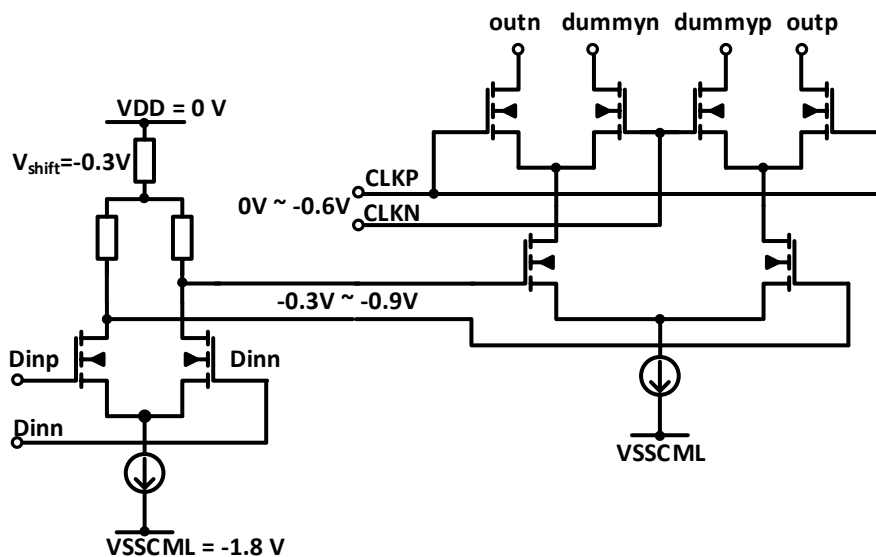 outn dummyn dummyp outp
VDD = 0 V
Vshift=-0.3V
CLKP
0V ~ -0.6V
CLKN
-0.3V ~ -0.9V
Dinp
Dinn
Dinn
VSSCML
VSSCML = -1.8 V